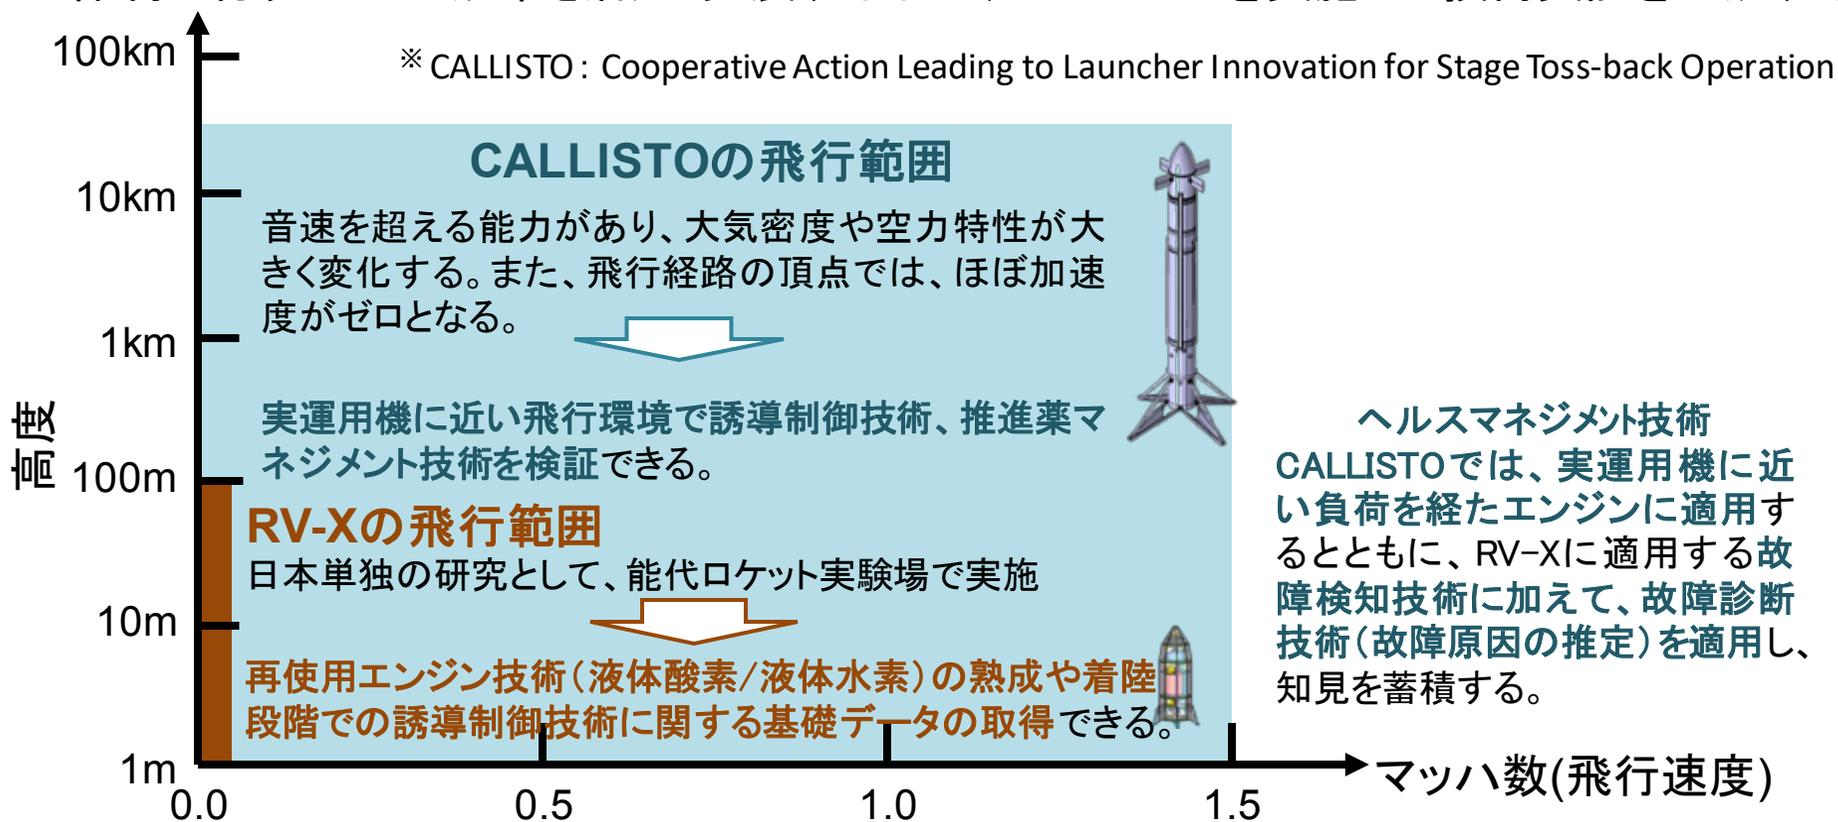 100km
※ CALLISTO : Cooperative Action Leading to Launcher Innovation for Stage Toss-back Operation
CALLISTOの飛行範囲
10km
音速を超える能力があり、大気密度や空力特性が大
きく変化する。また、飛行経路の頂点では、ほぼ加速
度がゼロとなる。
1km
実運用機に近い飛行環境で誘導制御技術、推進薬マ
ネジメント技術を検証できる。
高度
100m
RV-Xの飛行範囲
日本単独の研究として、能代ロケット実験場で実施
10m
再使用エンジン技術(液体酸素/液体水素)の熟成や着陸
段階での誘導制御技術に関する基礎データの取得できる。
1m
ヘルスマネジメント技術
CALLISTOでは、実運用機に近
い負荷を経たエンジンに適用す
るとともに、RV-Xに適用する故
障検知技術に加えて、故障診断
技術(故障原因の推定)を適用し、
知見を蓄積する。
マッハ数(飛行速度)
0.0 0.5 1.0 1.5